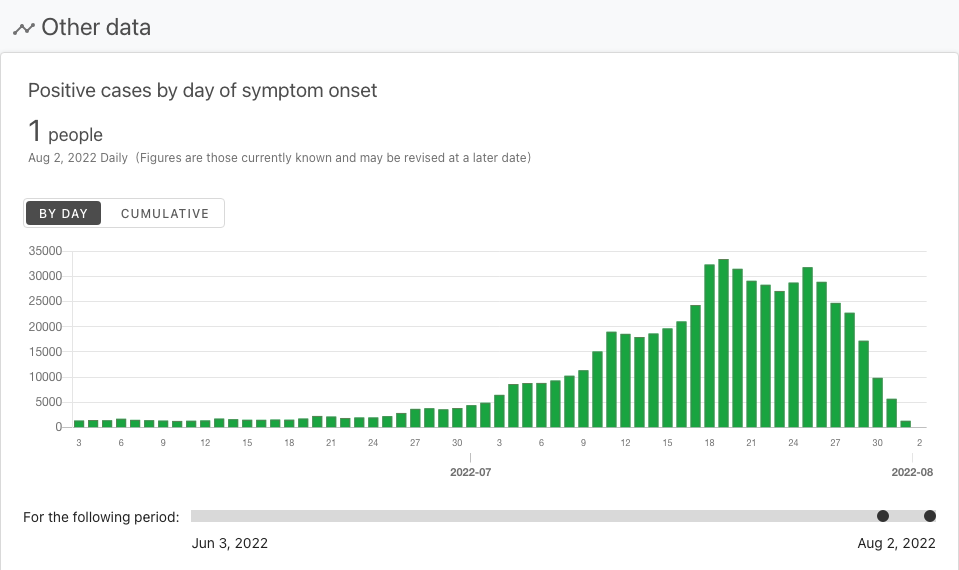 Other data
Positive cases by day of symptom onset
1 people
Aug 2, 2022 Daily (Figures are those currently known and may be revised at a later date)
BY DAY CUMULATIVE
35000
30000
25000
20000
15000
10000
5000
0
3 6 9 12 15 18 21 24 27 30 3 6 9 12 15 18 21 24 27 30 2
2022-07 2022-08
For the following period:
Jun 3, 2022 Aug 2, 2022